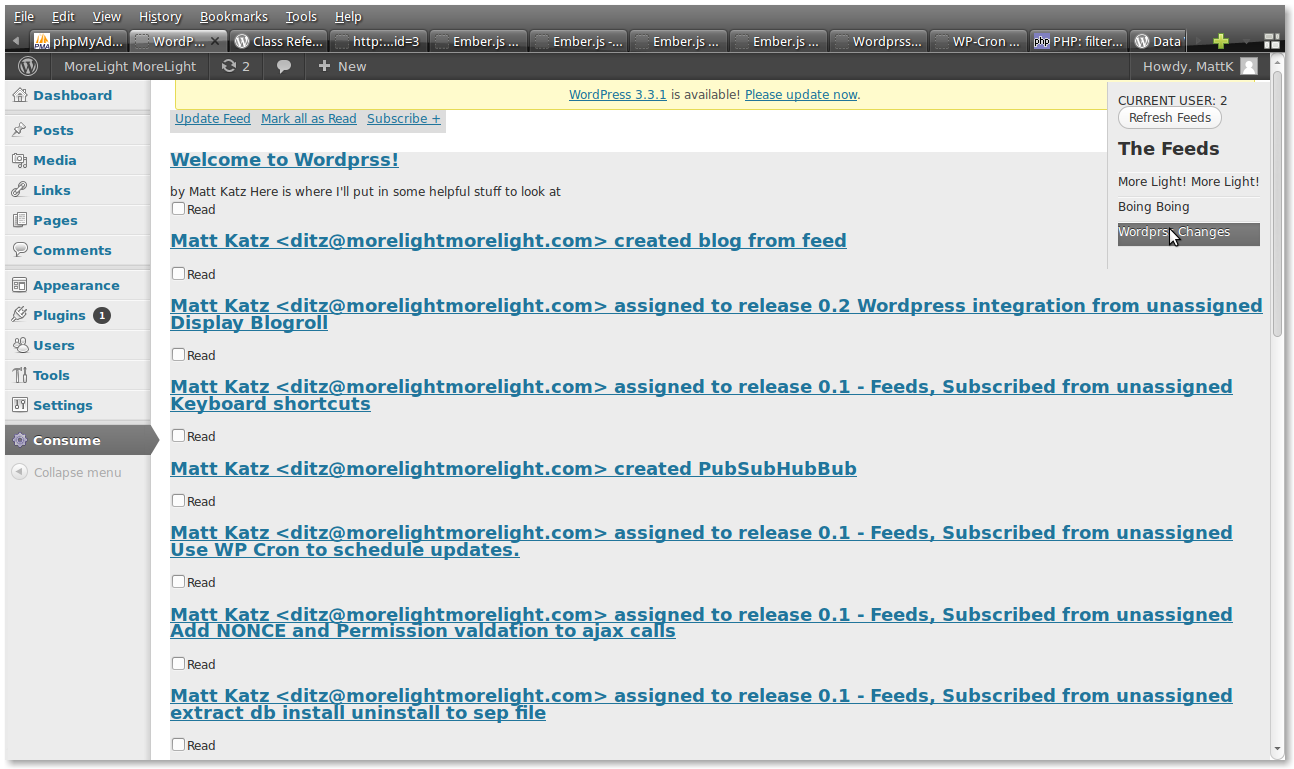 File Edit View History Bookmarks Tools Help
phpMyAd... WordP... Class Refe... http:...id=3 Ember.js ... Ember.js -... Ember.js ... Ember.js ... Wordprss... WP-Cron ... PHP: filter... Data
MoreLight MoreLight 2 New Howdy, MattK
Dashboard
Posts
Media
Links
Pages
Comments
Appearance
Plugins 1
Users
Tools
Settings
Consume
Collapse menu
WordPress 3.3.1 is available! Please update now.
Update Feed Mark all as Read Subscribe +
Welcome to Wordprss!
by Matt Katz Here is where I'll put in some helpful stuff to look at
Read
Matt Katz <ditz@morelightmorelight.com> created blog from feed
Read
Matt Katz <ditz@morelightmorelight.com> assigned to release 0.2 Wordpress integration from unassigned
Display Blogroll
Read
Matt Katz <ditz@morelightmorelight.com> assigned to release 0.1 - Feeds, Subscribed from unassigned
Keyboard shortcuts
Read
Matt Katz <ditz@morelightmorelight.com> created PubSubHubBub
Read
Matt Katz <ditz@morelightmorelight.com> assigned to release 0.1 - Feeds, Subscribed from unassigned
Use WP Cron to schedule updates.
Read
Matt Katz <ditz@morelightmorelight.com> assigned to release 0.1 - Feeds, Subscribed from unassigned
Add NONCE and Permission valdation to ajax calls
Read
Matt Katz <ditz@morelightmorelight.com> assigned to release 0.1 - Feeds, Subscribed from unassigned
extract db install uninstall to sep file
Read
CURRENT USER: 2
Refresh Feeds
The Feeds
More Light! More Light!
Boing Boing
Wordprss Changes